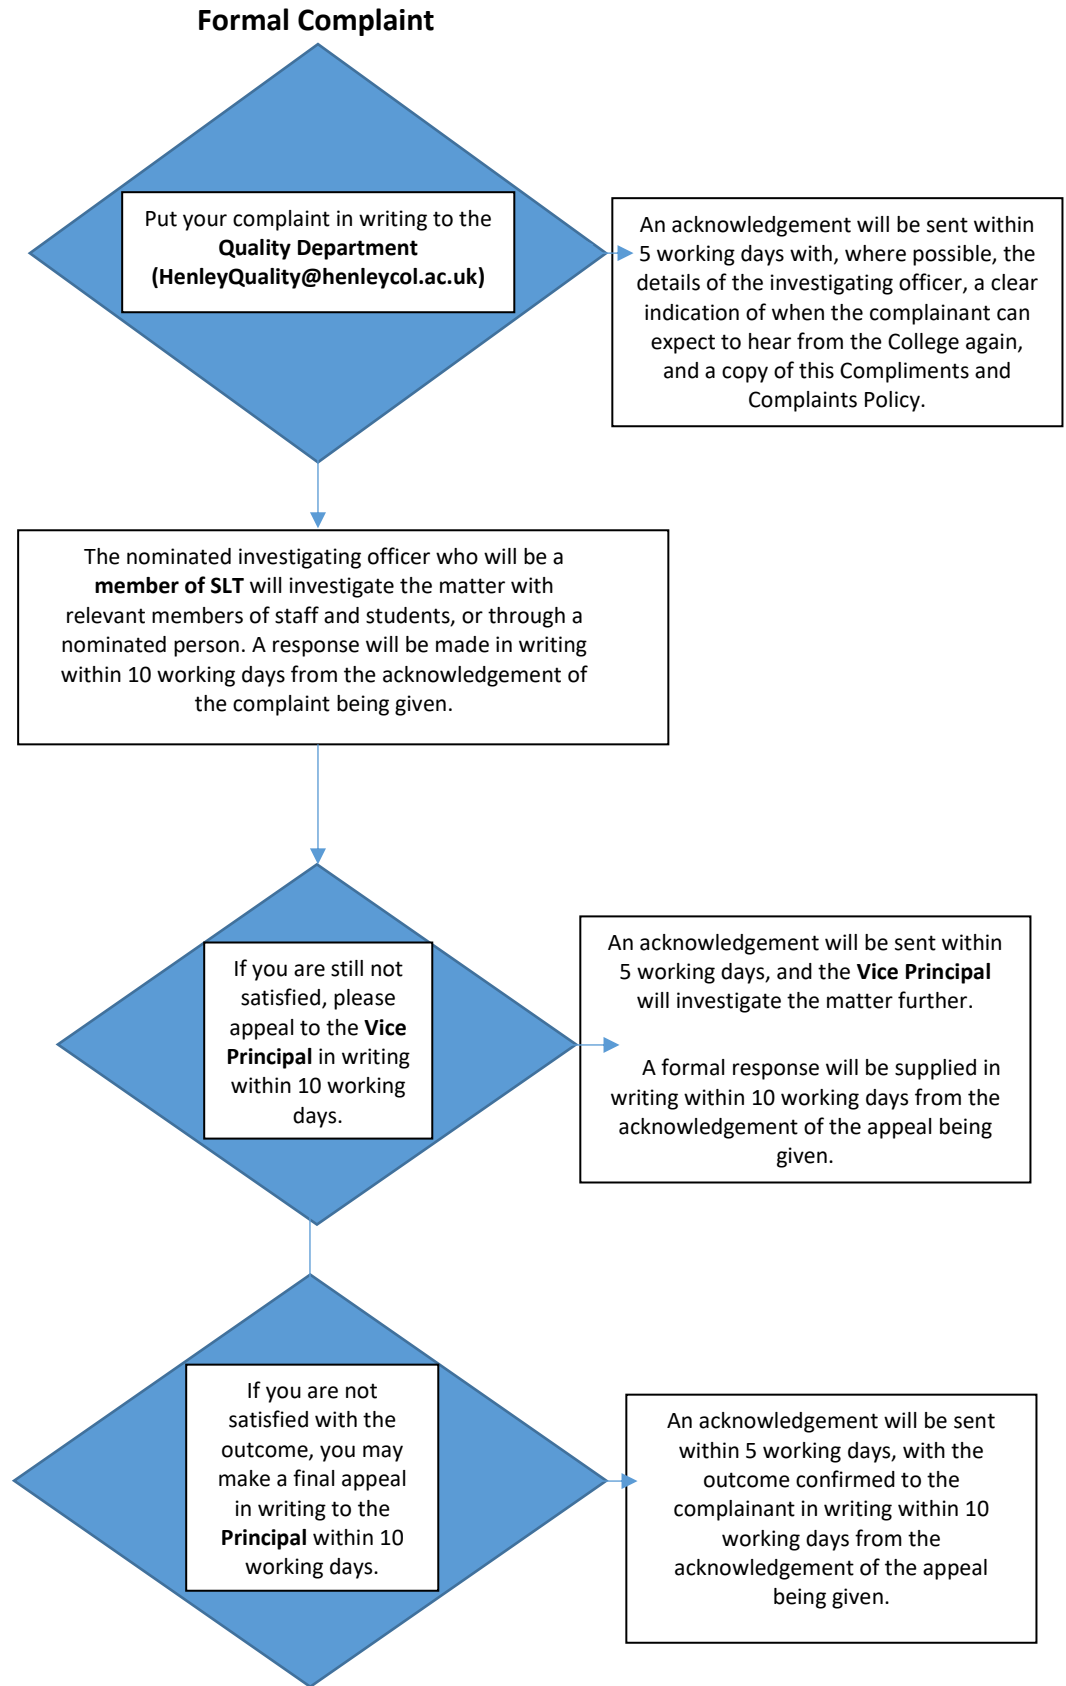 Formal Complaint
Put your complaint in writing to the
Quality Department
(HenleyQuality@henleycol.ac.uk)
An acknowledgement will be sent within
5 working days with, where possible, the
details of the investigating officer, a clear
indication of when the complainant can
expect to hear from the College again,
and a copy of this Compliments and
Complaints Policy.
The nominated investigating officer who will be a
member of SLT will investigate the matter with
relevant members of staff and students, or through a
nominated person. A response will be made in writing
within 10 working days from the acknowledgement of
the complaint being given.
If you are still not
satisfied, please
appeal to the Vice
Principal in writing
within 10 working
days.
An acknowledgement will be sent within
5 working days, and the Vice Principal
will investigate the matter further.
A formal response will be supplied in
writing within 10 working days from the
acknowledgement of the appeal being
given.
If you are not
satisfied with the
outcome, you may
make a final appeal
in writing to the
Principal within 10
working days.
An acknowledgement will be sent
within 5 working days, with the
outcome confirmed to the
complainant in writing within 10
working days from the
acknowledgement of the appeal
being given.